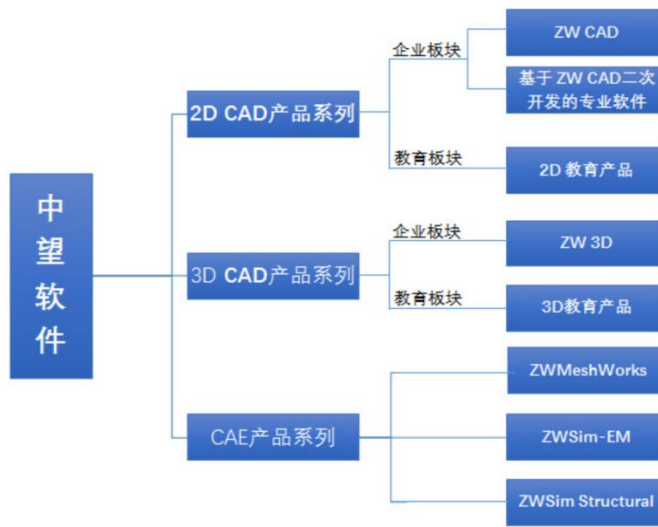 中
望
软
件
2D CAD产品系列
企业板块
ZW CAD
基于 ZW CAD二次
开发的专业软件
教育板块
2D 教育产品
3D CAD产品系列
企业板块
ZW 3D
教育板块
3D教育产品
CAE产品系列
ZWMeshWorks
ZWSim-EM
ZWSim Structural